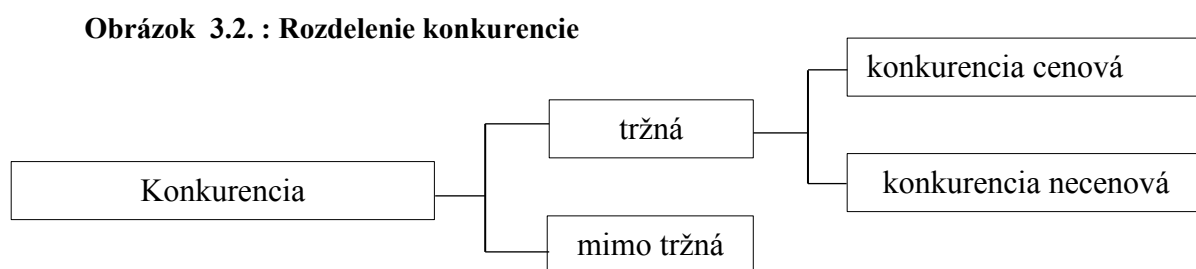 Obrázok 3.2. : Rozdelenie konkurencie
konkurencia cenová
tržná
konkurencia necenová
Konkurencia
mimo tržná